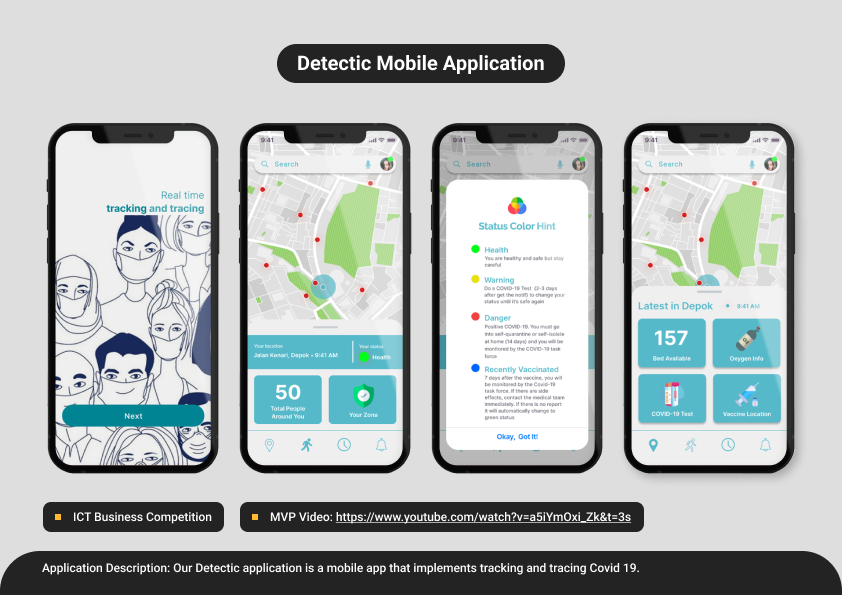 Detectic Mobile Application
Real time
tracking and tracing
Next
9:41
Search
Your location
Jalan Kenari, Depok • 9:41 AM
Your status
Health
50
Total People
Around You
Your Zone
9:41
Search
Status Color Hint
Health
You are healthy and safe but stay
careful
Warning
Do a COVID-19 Test (2-3 days
after get the notif) to change your
status until it's safe again
Danger
Positive COVID-19. You must go
into self-quarantine or self-isolate
at home (14 days) and you will be
monitored by the COVID-19 task
force
Recently Vaccinated
7 days after the vaccine, you will
be monitored by the Covid-19
task force. If there are side
effects, contact the medical team
immediately. If there is no report
it will automatically change to
green status
Okay, Got It!
9:41
Search
Latest in Depok
9:41 AM
157
Bed Available
Oxygen Info
COVID-19 Test
Vaccine Location
ICT Business Competition
MVP Video: https://www.youtube.com/watch?v=a5iYmOxi_Zk&t=3s
Application Description: Our Detectic application is a mobile app that implements tracking and tracing Covid 19.